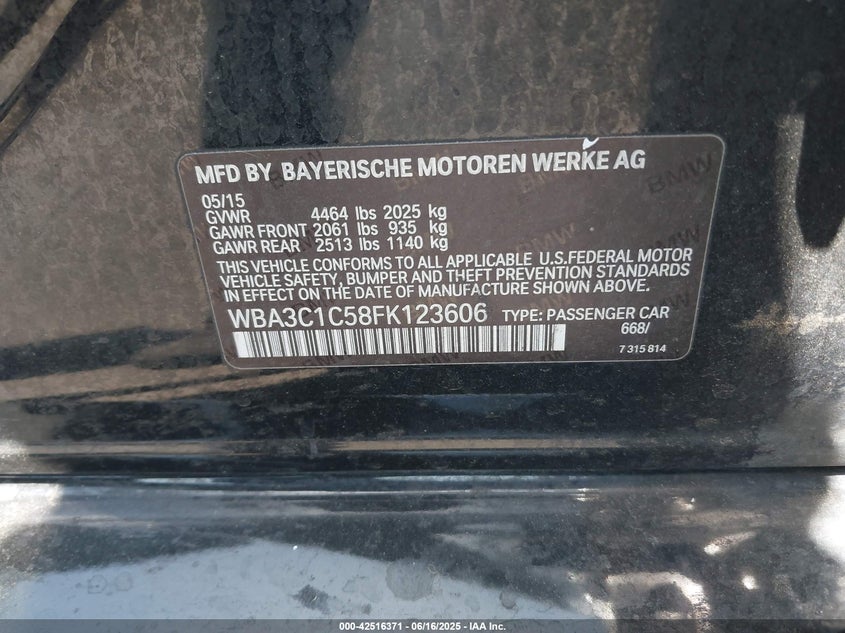 MFD BY BAYERISCHE MOTOREN WERKE AG
05/15
GVWR 4464 lbs 2025 kg
GAWR FRONT 2061 lbs 935 kg
GAWR REAR 2513 lbs 1140 kg
THIS VEHICLE CONFORMS TO ALL APPLICABLE U.S.FEDERAL MOTOR
VEHICLE SAFETY, BUMPER AND THEFT PREVENTION STANDARDS
IN EFFECT ON THE DATE OF MANUFACTURE SHOWN ABOVE.
WBA3C1C58FK123606 TYPE: PASSENGER CAR
668/
7 315 814
BMW
000-42516371 - 06/16/2025 - IAA Inc.